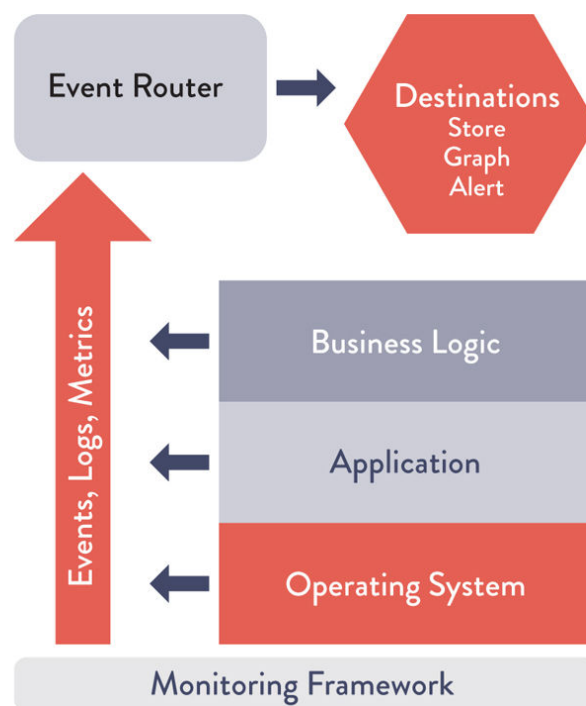 Event Router
Destinations
Store
Graph
Alert
Events, Logs, Metrics
Business Logic
Application
Operating System
Monitoring Framework